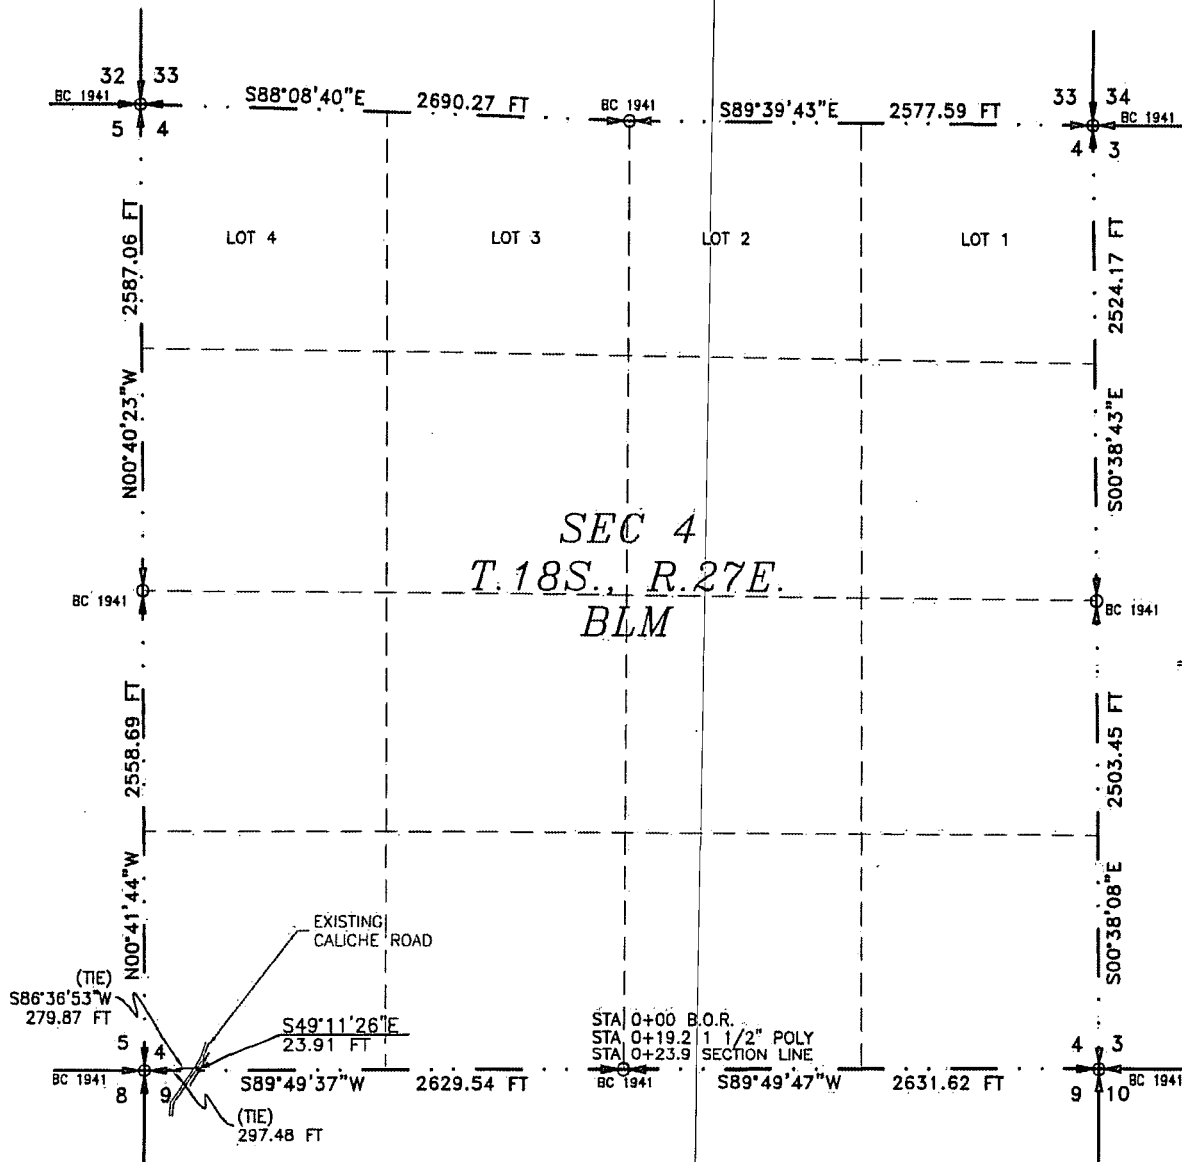 32 33
BC 1941
5 4
S88°08'40"E 2690.27 FT
BC 1941
S89°39'43"E 2577.59 FT
33 34
BC 1941
4 3
LOT 4
LOT 3
LOT 2
LOT 1
N00°40'23"W 2587.06 FT
S00°38'43"E 2524.17 FT
SEC 4
T.18S., R.27E.
BLM
BC 1941
BC 1941
N00°41'44"W 2558.69 FT
S00°38'08"E 2503.45 FT
EXISTING
CALICHE ROAD
(TIE)
S86°36'53"W
279.87 FT
S49°11'26"E
23.91 FT
STA 0+00 B.O.R.
STA 0+19.2 1 1/2" POLY
STA 0+23.9 SECTION LINE
5 4
BC 1941
8 9
S89°49'37"W 2629.54 FT
BC 1941
S89°49'47"W 2631.62 FT
4 3
BC 1941
9 10
(TIE)
297.48 FT